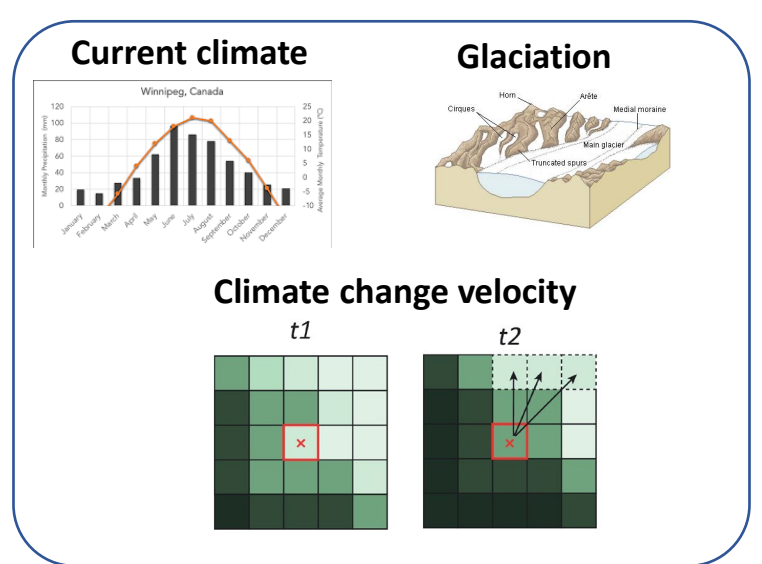 Current climate
Glaciation
Winnipeg, Canada
Monthly Precipitation (mm)
120
100
80
60
40
20
0
25
20
15
10
5
0
-5
-10
Average Monthly Temperature (°C)
January
February
March
April
May
June
July
August
September
October
November
December
Horn
Arête
Cirques
Medial moraine
Main glacier
Truncated spurs
Climate change velocity
t1
t2
×
×